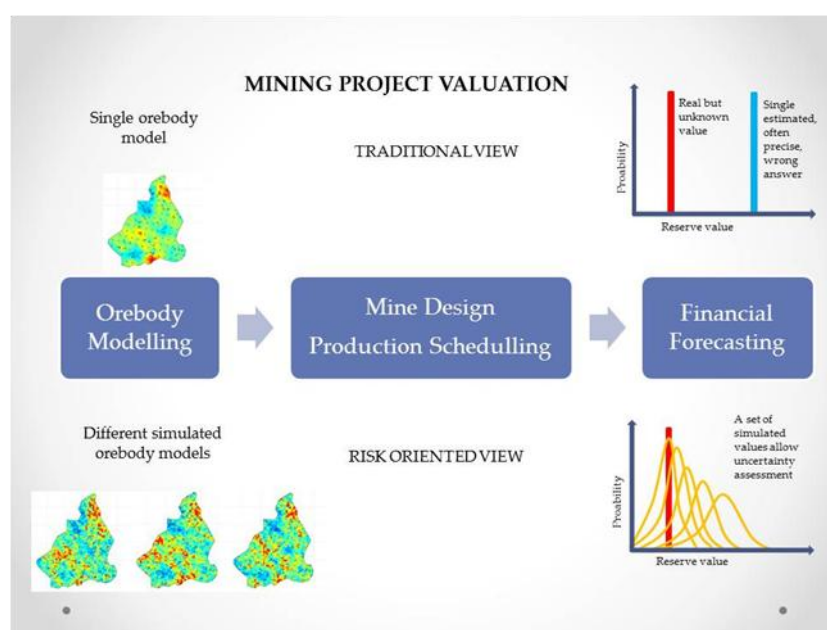 MINING PROJECT VALUATION
Single orebody
model
TRADITIONAL VIEW
Proability
Real but
unknown
value
Single
estimated,
often
precise,
wrong
answer
Reserve value
Orebody
Modelling
Mine Design
Production Schedulling
Financial
Forecasting
Different simulated
orebody models
RISK ORIENTED VIEW
Proability
A set of
simulated
values allow
uncertainty
assessment
Reserve value